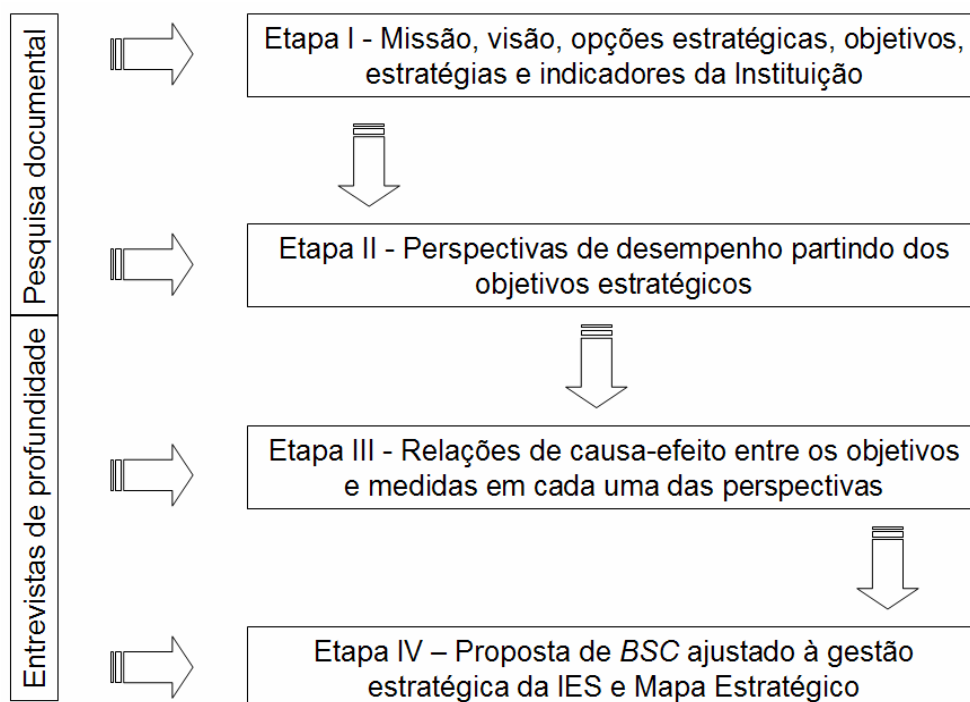 Pesquisa documental
Entrevistas de profundidade
Etapa I - Missão, visão, opções estratégicas, objetivos,
estratégias e indicadores da Instituição
Etapa II - Perspectivas de desempenho partindo dos
objetivos estratégicos
Etapa III - Relações de causa-efeito entre os objetivos
e medidas em cada uma das perspectivas
Etapa IV – Proposta de BSC ajustado à gestão
estratégica da IES e Mapa Estratégico